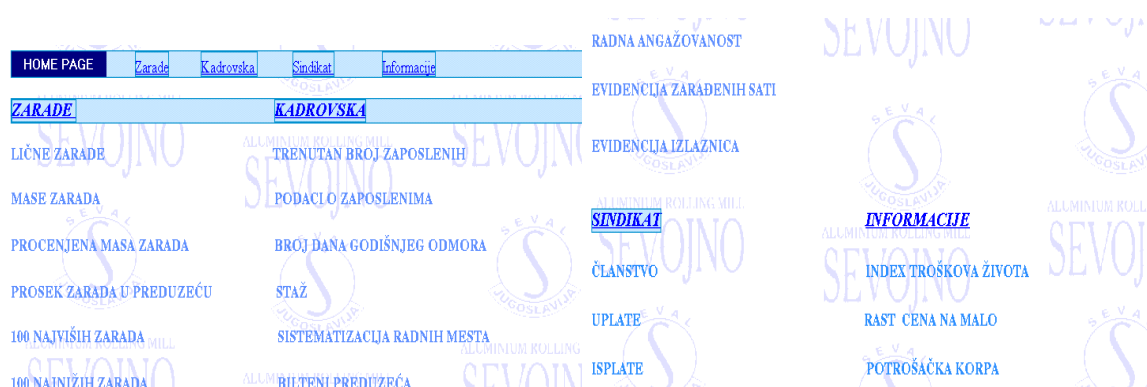 HOME PAGE Zarade Kadrovska Sindikat Informacije
ZARADE KADROVSKA
LIČNE ZARADE TRENUTAN BROJ ZAPOSLENIH
MASE ZARADA PODACI O ZAPOSLENIMA
PROCENJENA MASA ZARADA BROJ DANA GODIŠNJEG ODMORA
PROSEK ZARADA U PREDUZEĆU STAŽ
100 NAJVIŠIH ZARADA SISTEMATIZACIJA RADNIH MESTA
100 NAJNIŽIH ZARADA BILTENI PREDUZEĆA
RADNA ANGAŽOVANOST
EVIDENCIJA ZARAĐENIH SATI
EVIDENCIJA IZLAZNICA
SINDIKAT INFORMACIJE
ČLANSTVO INDEX TROŠKOVA ŽIVOTA
UPLATE RAST CENA NA MALO
ISPLATE POTROŠAČKA KORPA
ALUMINIUM ROLLING MILL
SEVOJNO
SEVAL
JUGOSLAVIJA